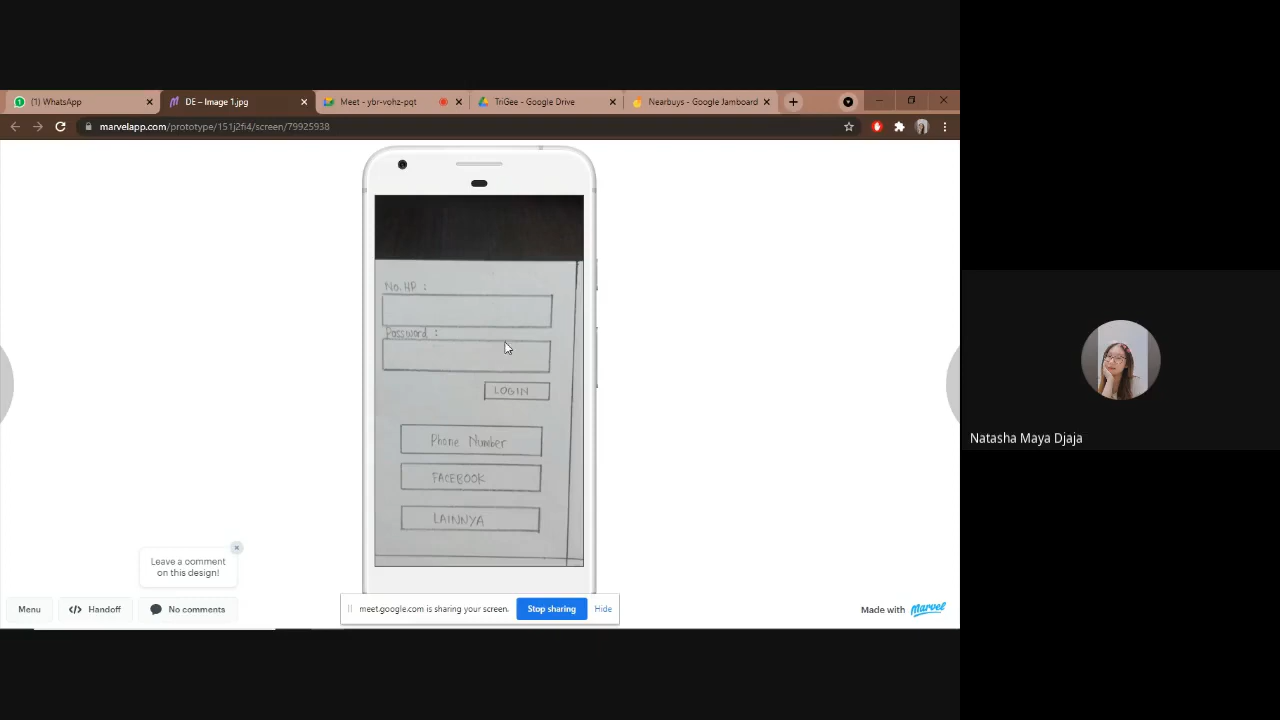 (1) WhatsApp
DE – Image 1.jpg
Meet - ybr-vohz-pqt
TriGee - Google Drive
Nearbuys - Google Jamboard
marvelapp.com/prototype/151j2fi4/screen/79925938
No. HP :
Password :
LOGIN
Phone Number
FACEBOOK
LAINNYA
Natasha Maya Djaja
Leave a comment
on this design!
Menu
Handoff
No comments
meet.google.com is sharing your screen.
Stop sharing
Hide
Made with
Marvel